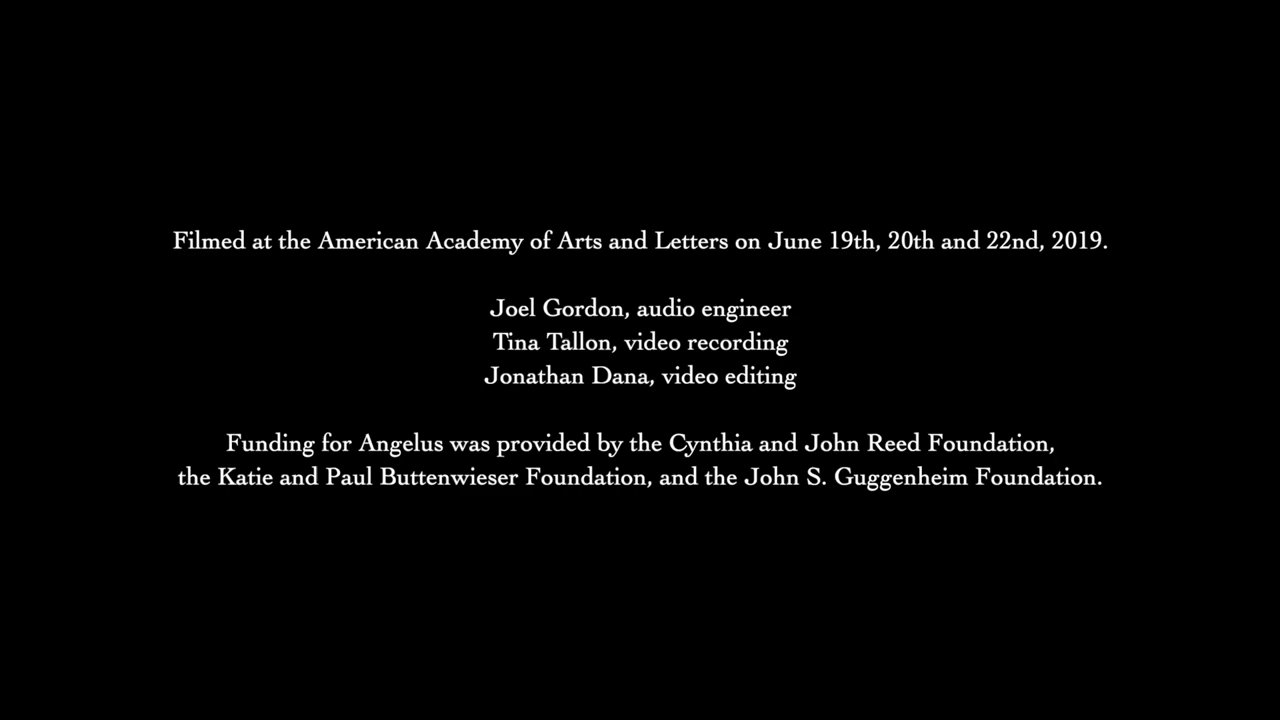 Filmed at the American Academy of Arts and Letters on June 19th, 20th and 22nd, 2019.
Joel Gordon, audio engineer
Tina Tallon, video recording
Jonathan Dana, video editing
Funding for Angelus was provided by the Cynthia and John Reed Foundation,
the Katie and Paul Buttenwieser Foundation, and the John S. Guggenheim Foundation.